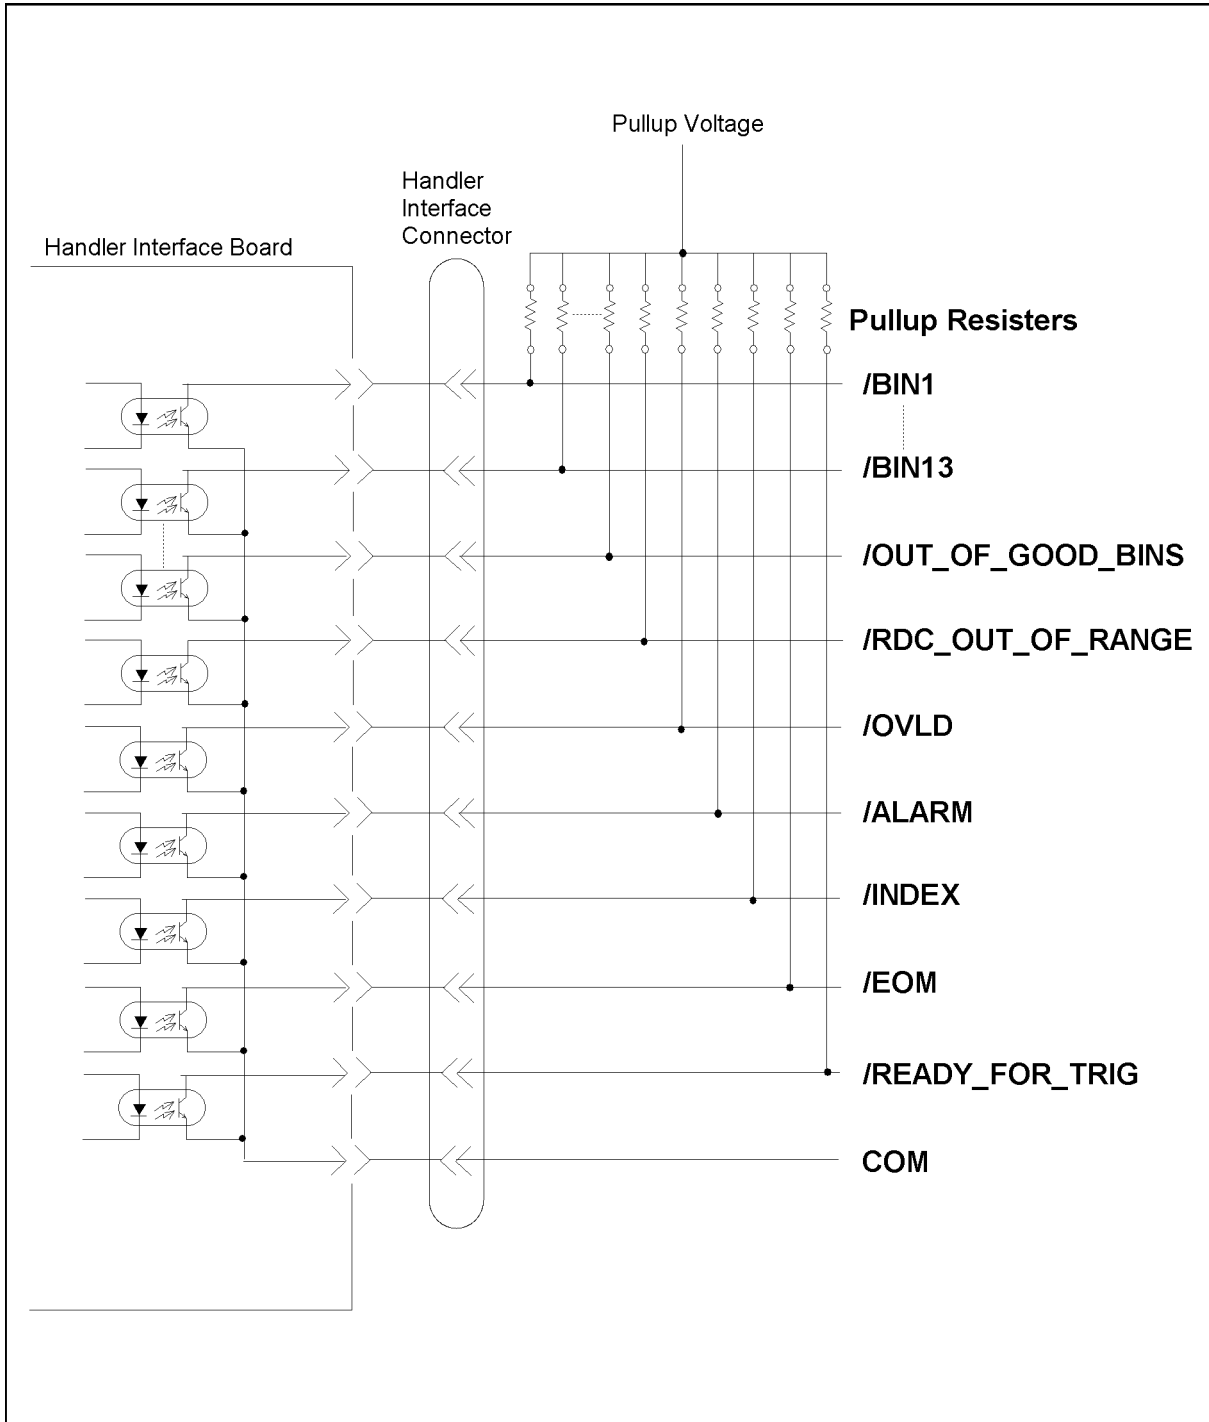 Pullup Voltage
Handler
Interface
Connector
Handler Interface Board
Pullup Resisters
/BIN1
/BIN13
/OUT_OF_GOOD_BINS
/RDC_OUT_OF_RANGE
/OVLD
/ALARM
/INDEX
/EOM
/READY_FOR_TRIG
COM